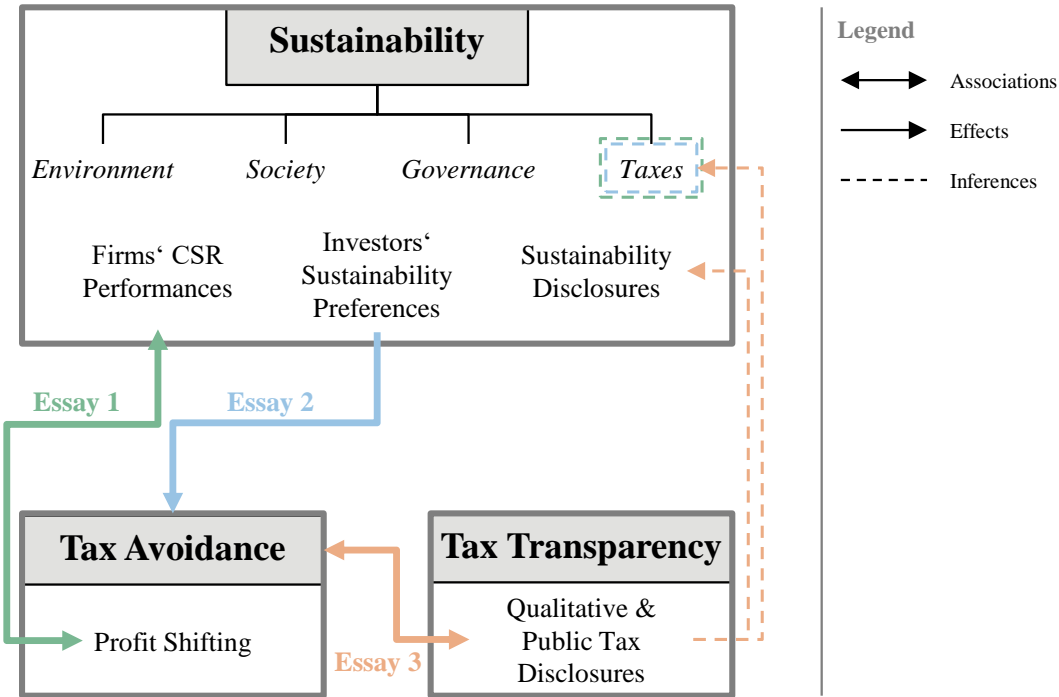 Sustainability
Legend
Associations
Effects
Inferences
Environment
Society
Governance
Taxes
Firms‘ CSR
Performances
Investors‘
Sustainability
Preferences
Sustainability
Disclosures
Essay 1
Essay 2
Tax Avoidance
Tax Transparency
Profit Shifting
Qualitative &
Public Tax
Disclosures
Essay 3